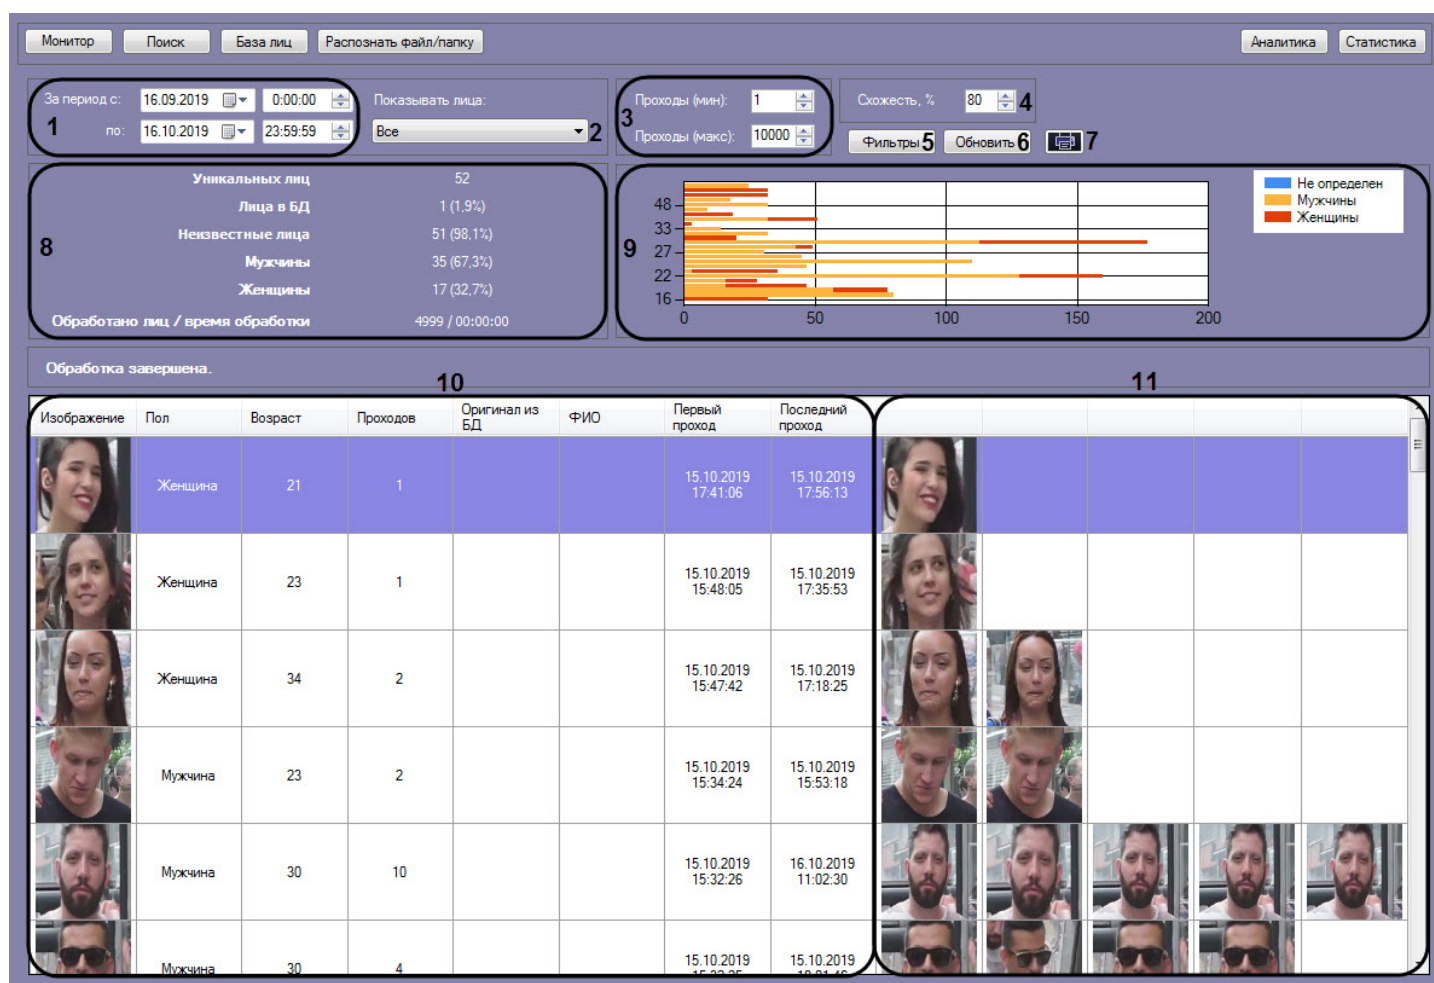 Монитор Поиск База лиц Распознать файл/папку Аналитика Статистика
За период с: 16.09.2019 0:00:00 Показывать лица: Проходы (мин): 1 Схожесть, % 80 4
1 по: 16.10.2019 23:59:59 Все 2 3 Проходы (макс): 10000 Фильтры 5 Обновить 6 7
Уникальных лиц 52
Лица в БД 1 (1,9%)
Неизвестные лица 51 (98,1%)
8
Мужчины 35 (67,3%)
Женщины 17 (32,7%)
Обработано лиц / время обработки 4999 / 00:00:00
9
48
33
27
22
16
0 50 100 150 200
Не определен
Мужчины
Женщины
Обработка завершена.
10 11
Изображение Пол Возраст Проходов Оригинал из БД ФИО Первый проход Последний проход
Женщина 21 1 15.10.2019 17:41:06 15.10.2019 17:56:13
Женщина 23 1 15.10.2019 15:48:05 15.10.2019 17:35:53
Женщина 34 2 15.10.2019 15:47:42 15.10.2019 17:18:25
Мужчина 23 2 15.10.2019 15:34:24 15.10.2019 15:53:18
Мужчина 30 10 15.10.2019 15:32:26 16.10.2019 11:02:30
Мужчина 30 4 15.10.2019 15.10.2019